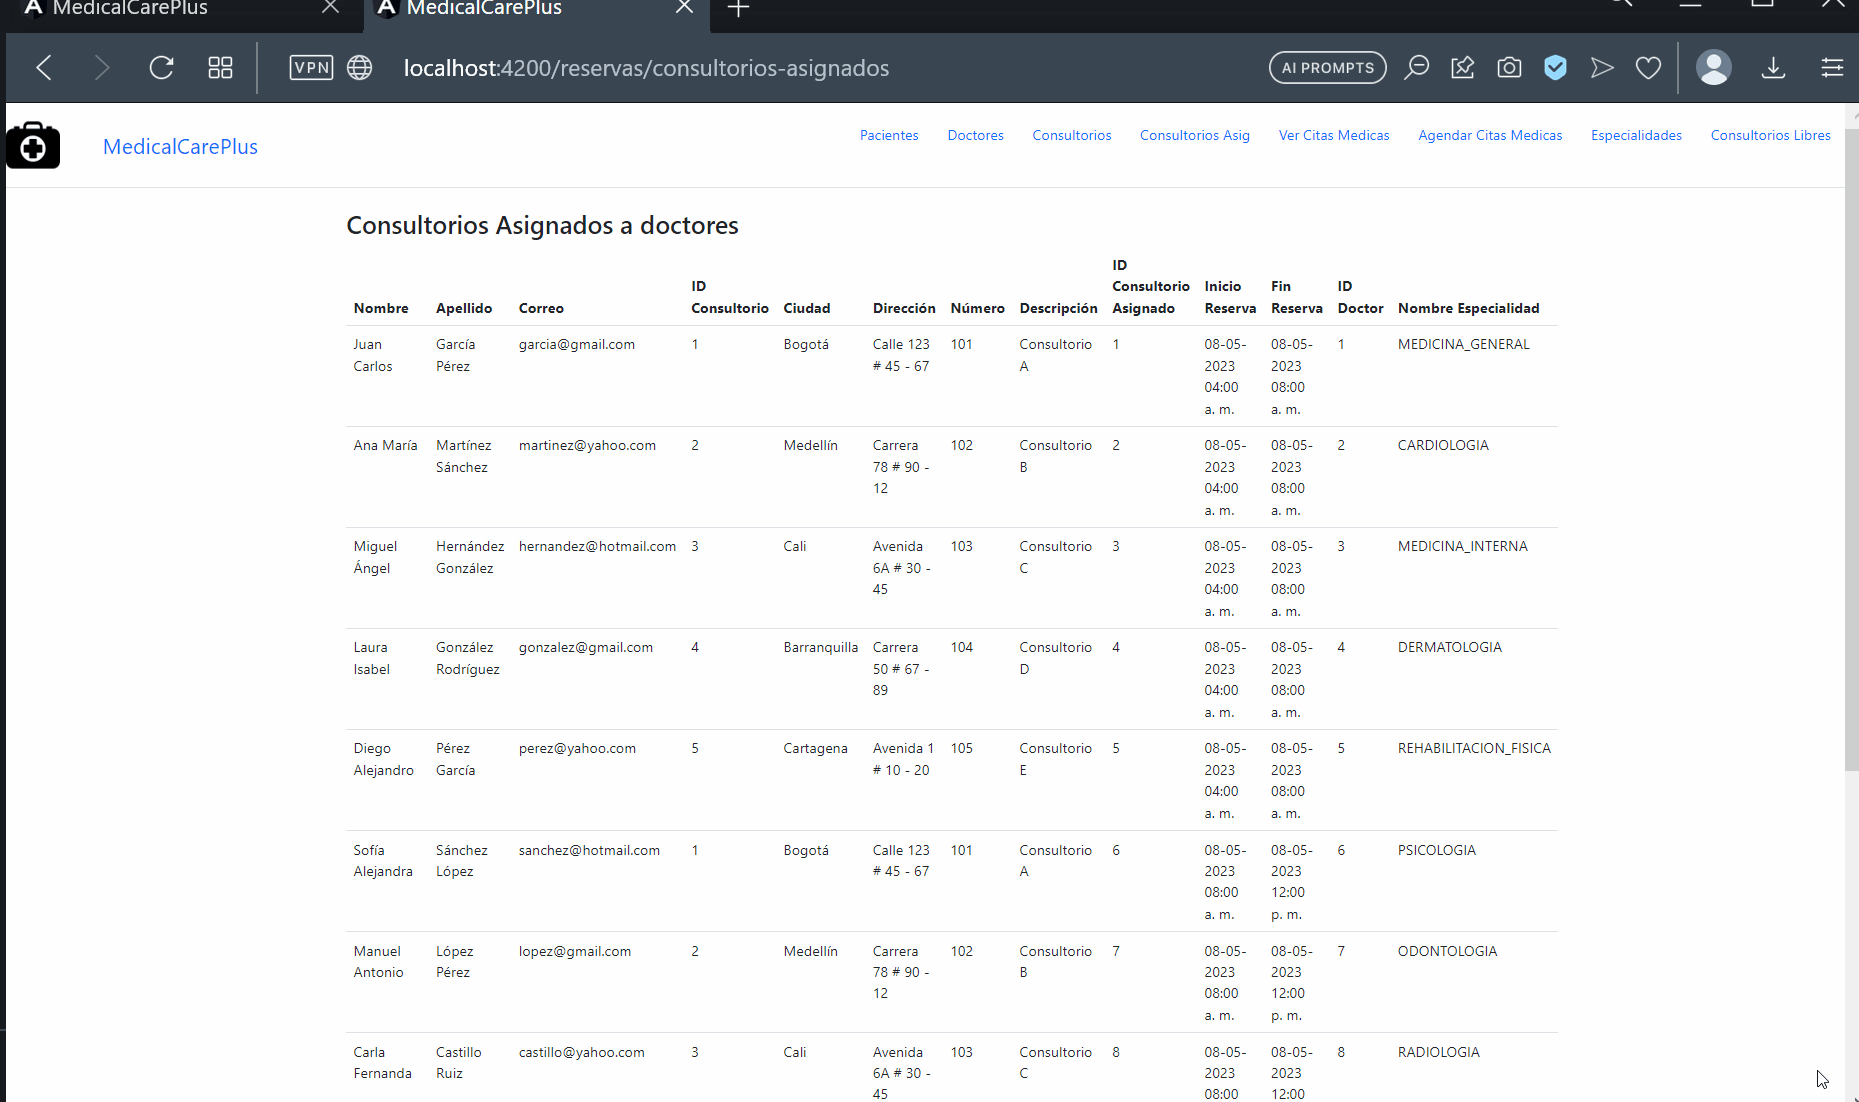 MedicalCarePlus
MedicalCarePlus
VPN localhost:4200/reservas/consultorios-asignados AI PROMPTS
MedicalCarePlus
Pacientes Doctores Consultorios Consultorios Asig Ver Citas Medicas Agendar Citas Medicas Especialidades Consultorios Libres
Consultorios Asignados a doctores
Nombre Apellido Correo ID Consultorio Ciudad Dirección Número Descripción ID Consultorio Asignado Inicio Reserva Fin Reserva ID Doctor Nombre Especialidad
Juan Carlos García Pérez garcia@gmail.com 1 Bogotá Calle 123 # 45 - 67 101 Consultorio A 1 08-05-2023 04:00 a. m. 08-05-2023 08:00 a. m. 1 MEDICINA_GENERAL
Ana María Martínez Sánchez martinez@yahoo.com 2 Medellín Carrera 78 # 90 - 12 102 Consultorio B 2 08-05-2023 04:00 a. m. 08-05-2023 08:00 a. m. 2 CARDIOLOGIA
Miguel Ángel Hernández González hernandez@hotmail.com 3 Cali Avenida 6A # 30 - 45 103 Consultorio C 3 08-05-2023 04:00 a. m. 08-05-2023 08:00 a. m. 3 MEDICINA_INTERNA
Laura Isabel González Rodríguez gonzalez@gmail.com 4 Barranquilla Carrera 50 # 67 - 89 104 Consultorio D 4 08-05-2023 04:00 a. m. 08-05-2023 08:00 a. m. 4 DERMATOLOGIA
Diego Alejandro Pérez García perez@yahoo.com 5 Cartagena Avenida 1 # 10 - 20 105 Consultorio E 5 08-05-2023 04:00 a. m. 08-05-2023 08:00 a. m. 5 REHABILITACION_FISICA
Sofía Alejandra Sánchez López sanchez@hotmail.com 1 Bogotá Calle 123 # 45 - 67 101 Consultorio A 6 08-05-2023 08:00 a. m. 08-05-2023 12:00 p. m. 6 PSICOLOGIA
Manuel Antonio López Pérez lopez@gmail.com 2 Medellín Carrera 78 # 90 - 12 102 Consultorio B 7 08-05-2023 08:00 a. m. 08-05-2023 12:00 p. m. 7 ODONTOLOGIA
Carla Fernanda Castillo Ruiz castillo@yahoo.com 3 Cali Avenida 6A # 30 - 45 103 Consultorio C 8 08-05-2023 08:00 08-05-2023 12:00 8 RADIOLOGIA